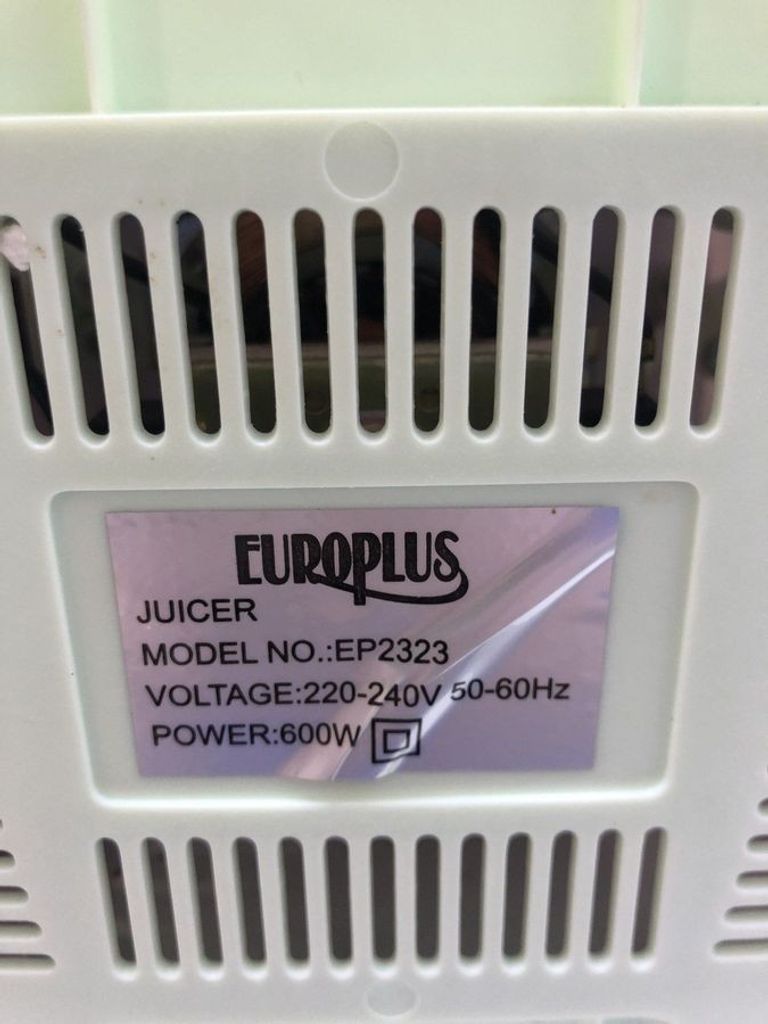 EUROPLUS
JUICER
MODEL NO.:EP2323
VOLTAGE:220-240V 50-60Hz
POWER:600W